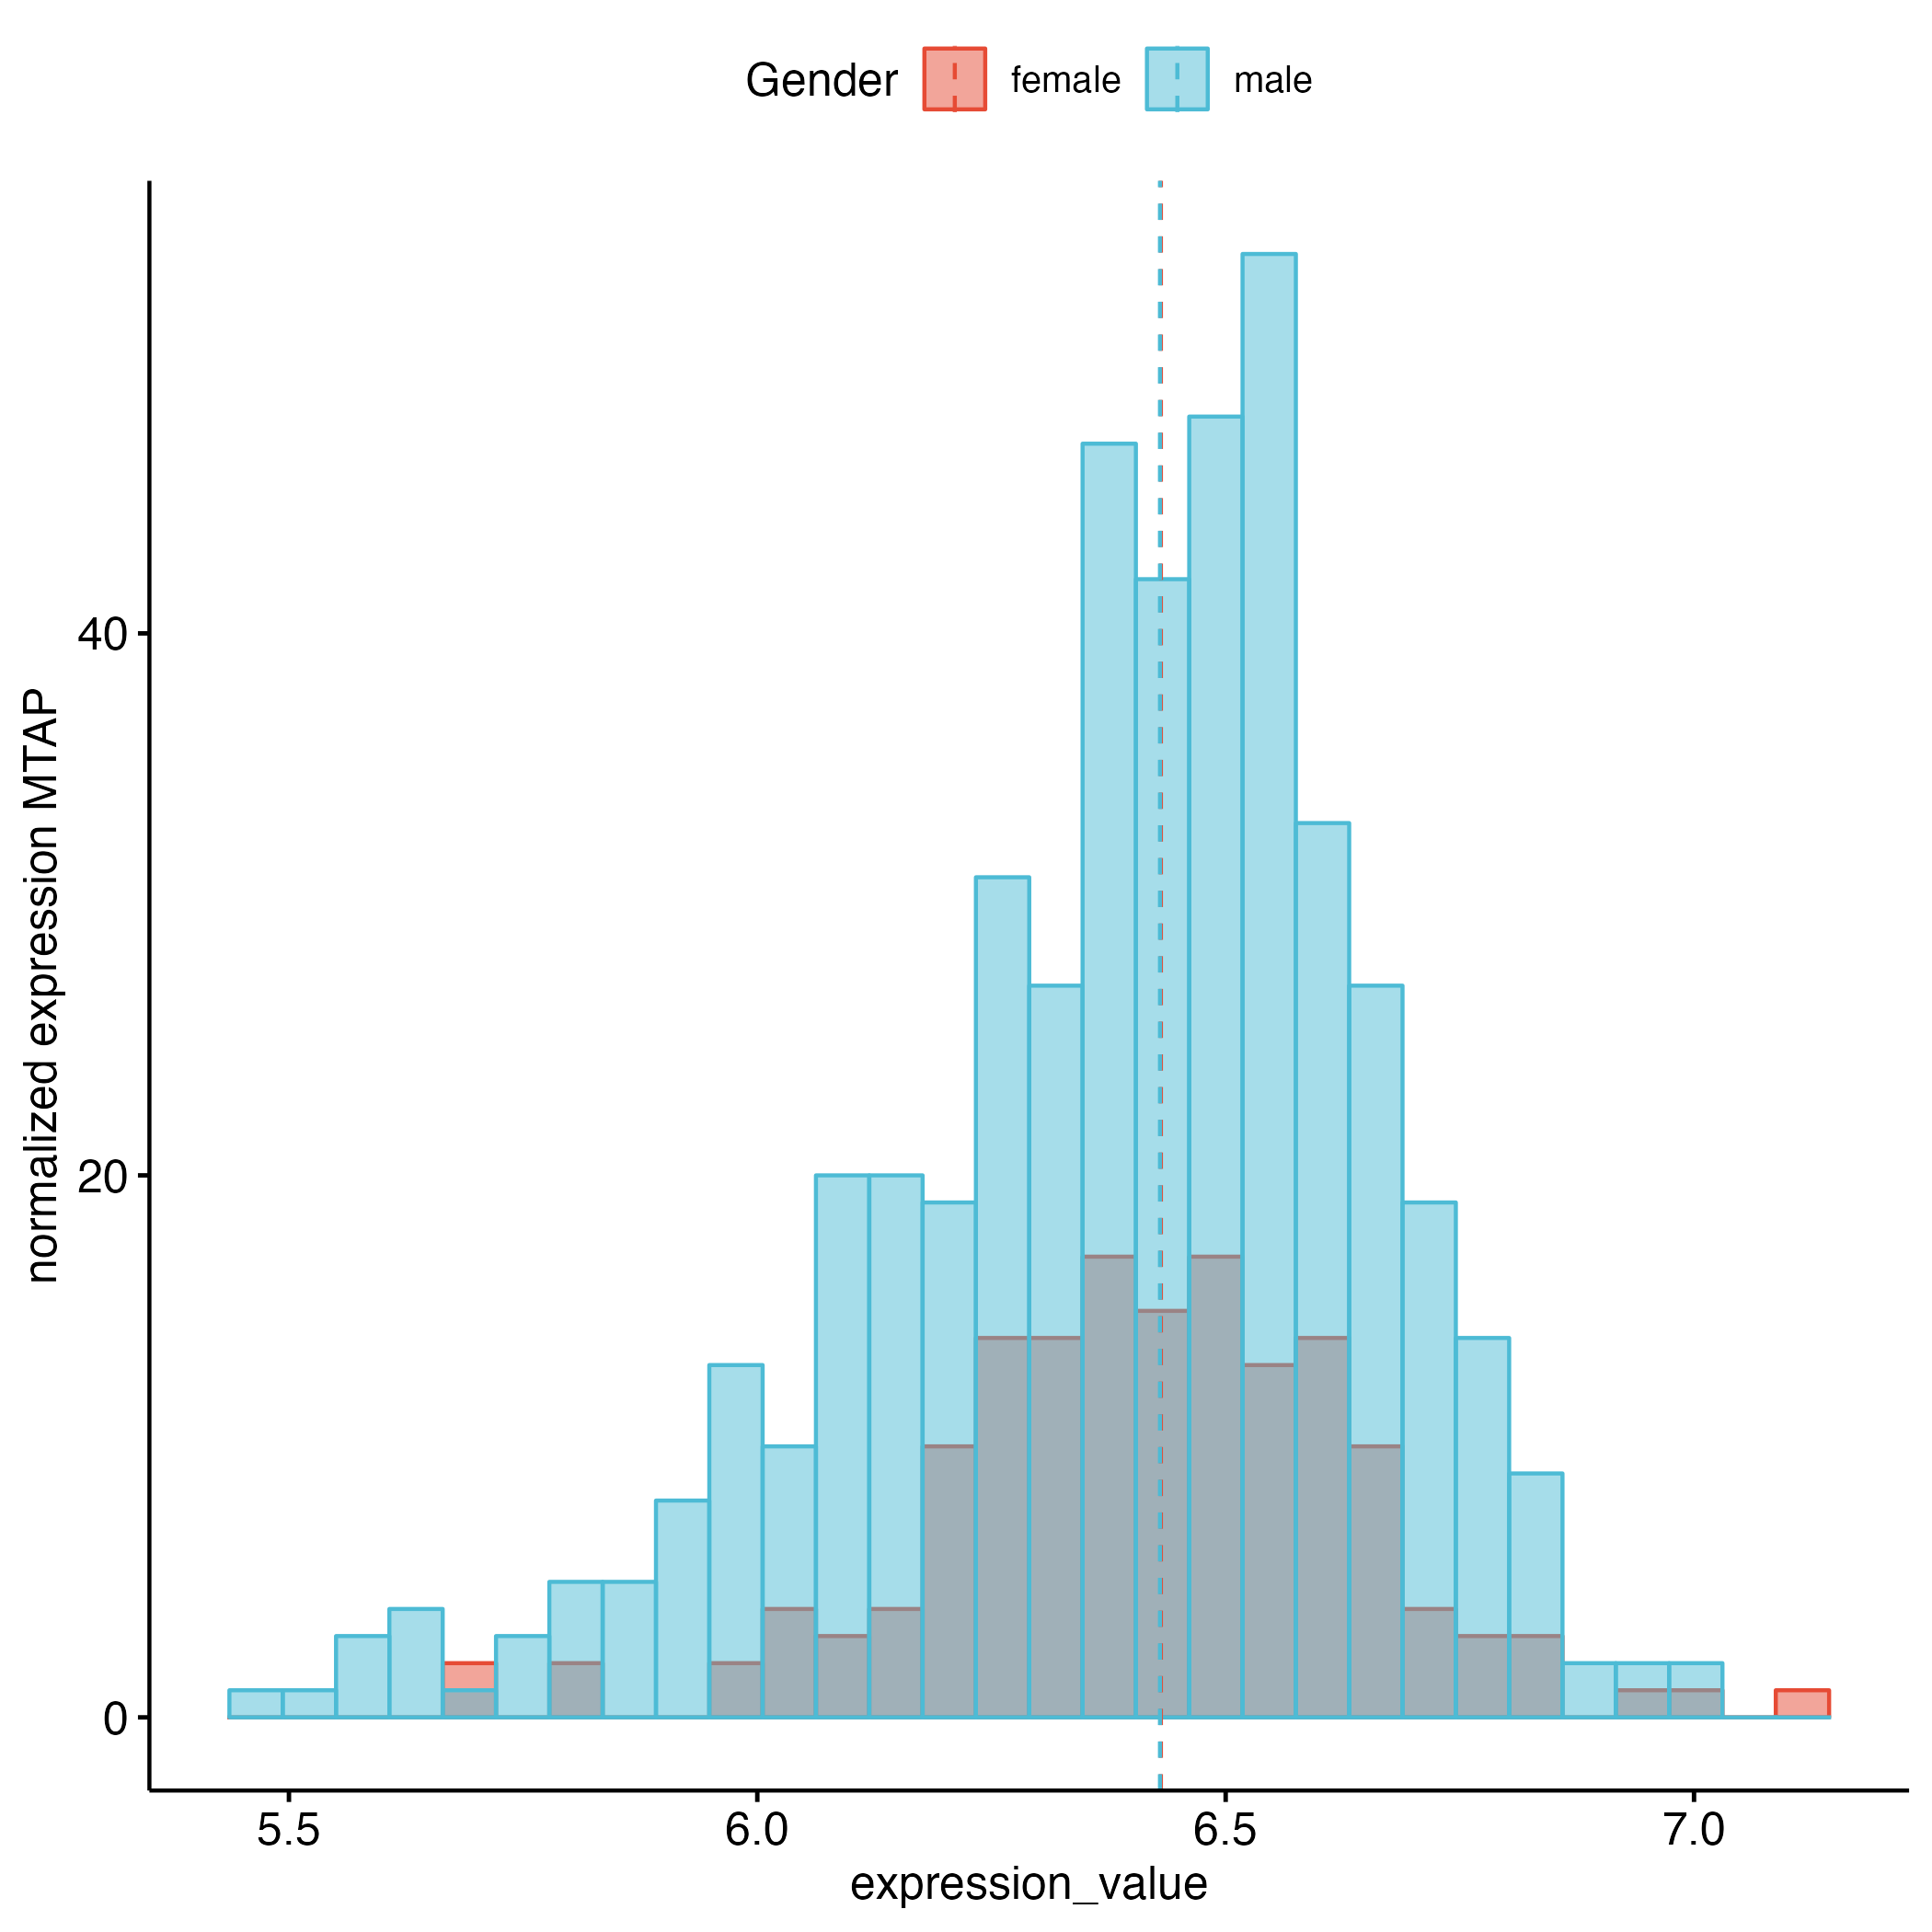 Gender female male
normalized expression MTAP
40
20
0
5.5 6.0 6.5 7.0
expression_value